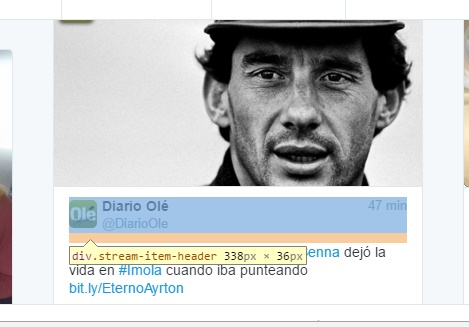 Olé Diario Olé 47 min
@DiarioOle
div.stream-item-header 338px × 36px
enna dejó la
vida en #Imola cuando iba punteando
bit.ly/EternoAyrton